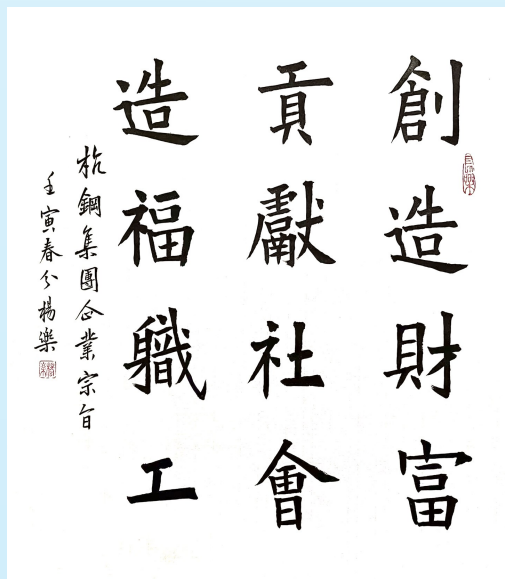 創造財富
貢獻社會
造福職工
杭鋼集團企業宗旨
壬寅春分楊樂